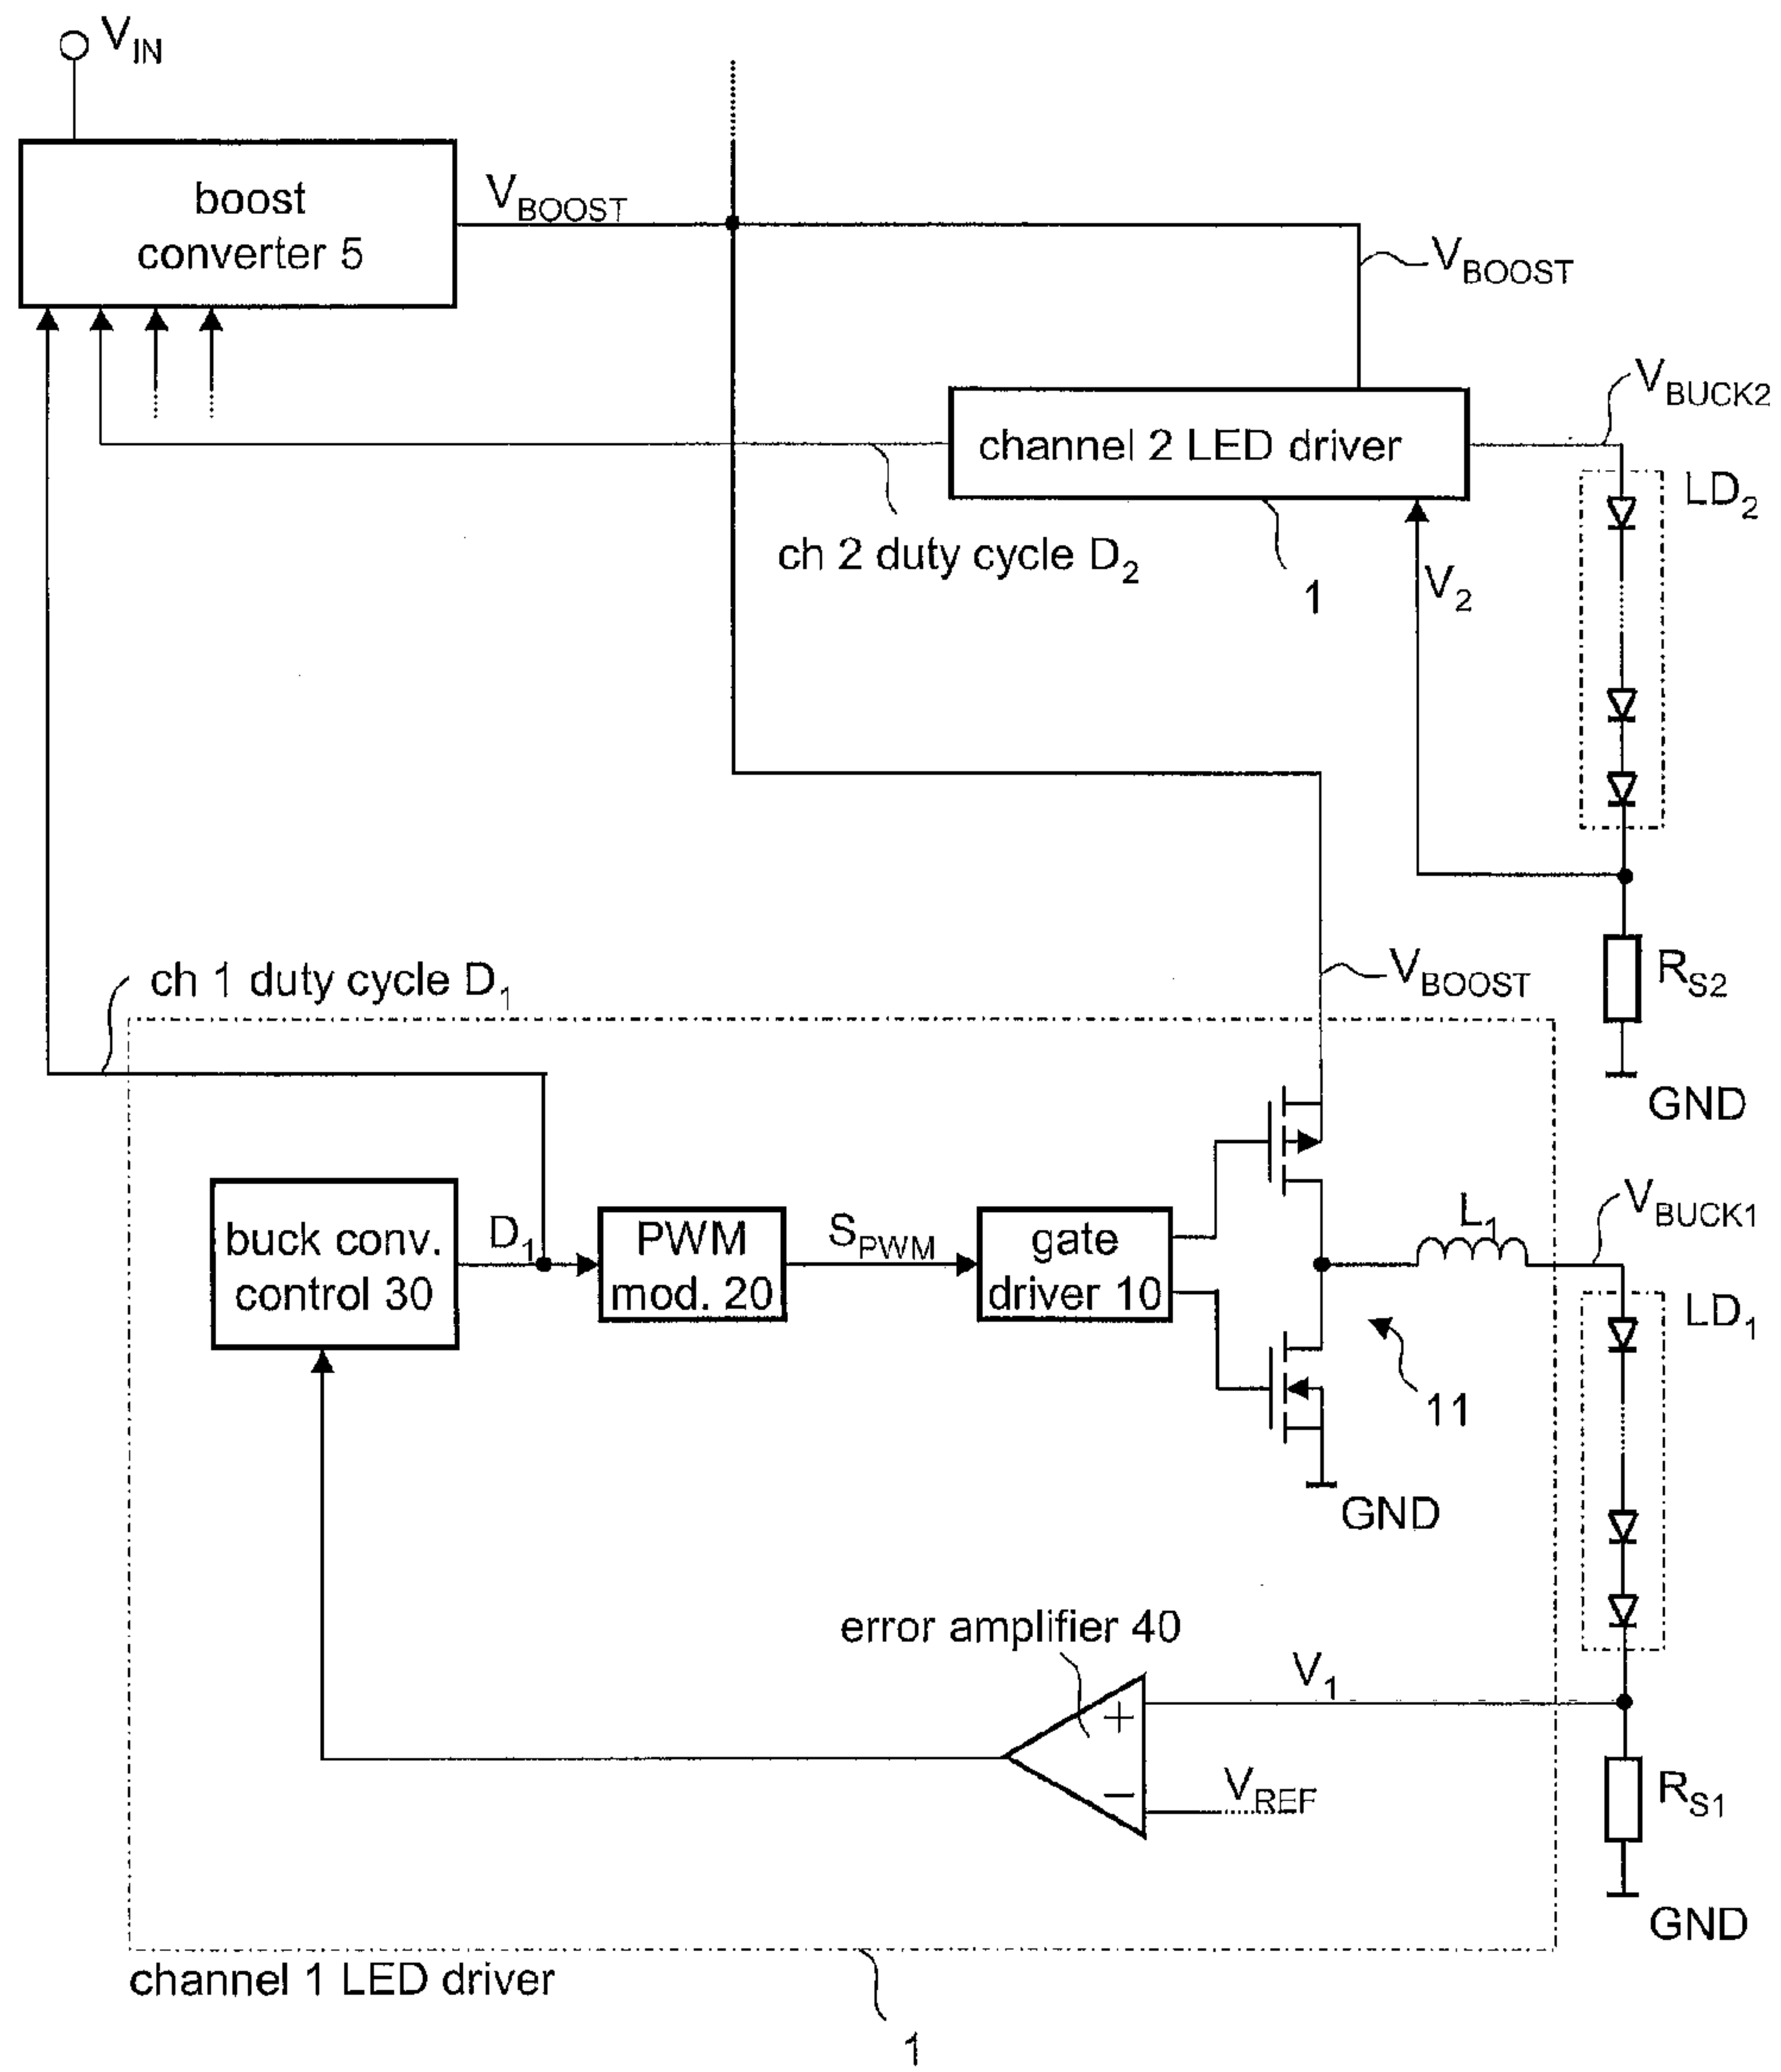 V_IN
boost
converter 5
V_BOOST
V_BOOST
V_BUCK2
channel 2 LED driver
LD_2
ch 2 duty cycle D_2
1
V_2
ch 1 duty cycle D_1
V_BOOST
R_S2
GND
buck conv.
control 30
D_1
PWM
mod. 20
S_PWM
gate
driver 10
L_1
V_BUCK1
LD_1
11
GND
error amplifier 40
V_1
+
−
V_REF
R_S1
GND
channel 1 LED driver
1